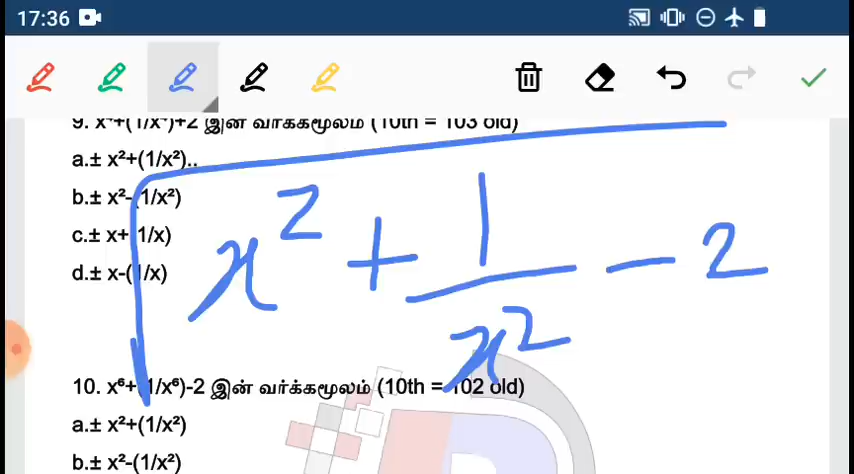 17:36
9. x⁴+(1/x⁴)+2 இன் வர்க்கமூலம் (10th = 103 old)
a.± x²+(1/x²)..
b.± x²-(1/x²)
c.± x+(1/x)
d.± x-(1/x)
x² + 1/x² - 2
10. x⁶+(1/x⁶)-2 இன் வர்க்கமூலம் (10th = 102 old)
a.± x²+(1/x²)
b.± x²-(1/x²)